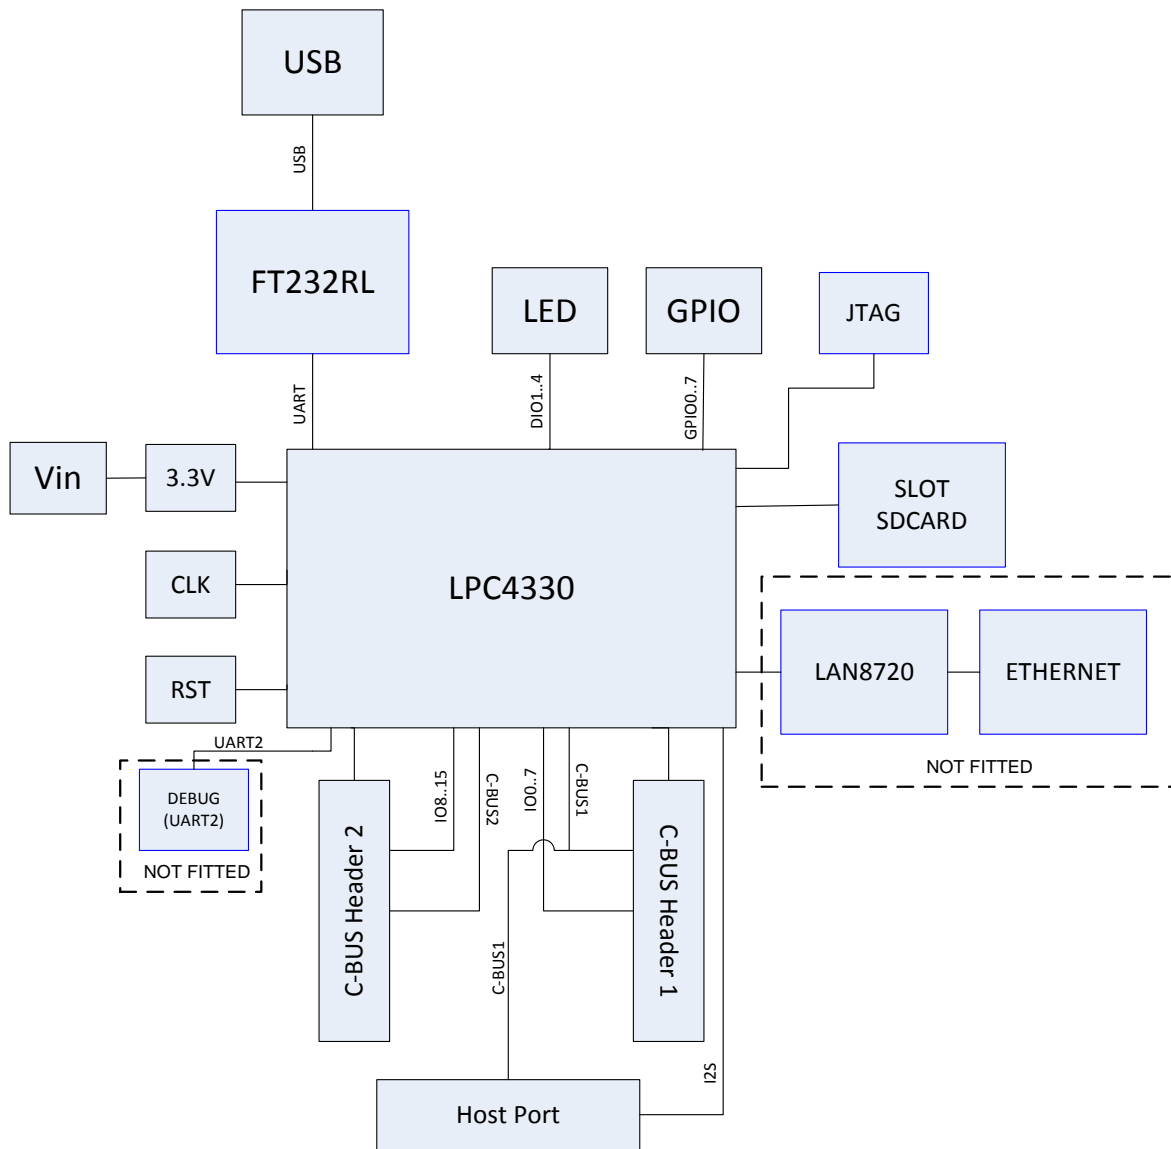 USB
USB
FT232RL
UART
LED
DIO1..4
GPIO
GPIO0..7
JTAG
Vin
3.3V
SLOT
SDCARD
CLK
LPC4330
RST
LAN8720
ETHERNET
NOT FITTED
UART2
DEBUG
(UART2)
NOT FITTED
IO8..15
C-BUS2
IO0..7
C-BUS1
C-BUS Header 2
C-BUS Header 1
C-BUS1
I2S
Host Port